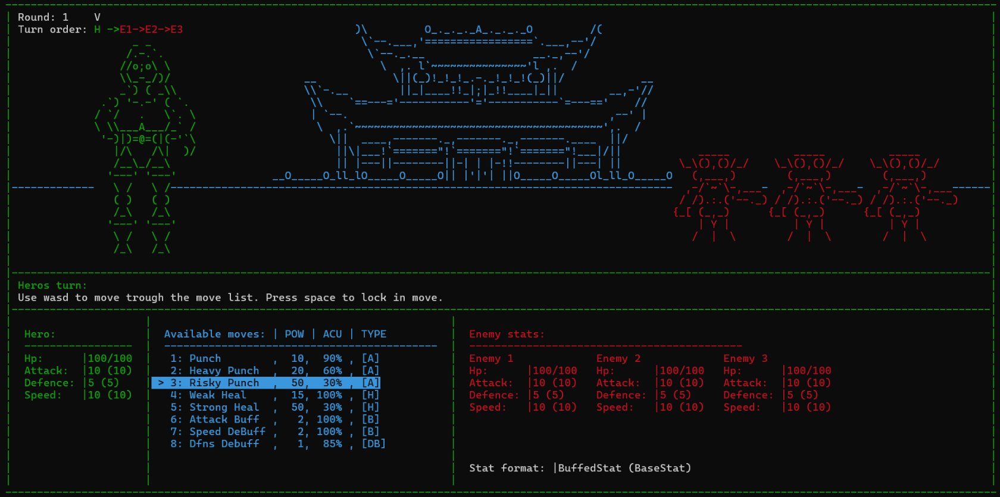 Round: 1    V
Turn order: H ->E1->E2->E3
Heros turn:
Use wasd to move trough the move list. Press space to lock in move.
Hero:
Hp:      |100/100
Attack: |10 (10)
Defence: |5 (5)
Speed:   |10 (10)
Available moves: | POW | ACU | TYPE
1: Punch        ,  10,  90% , [A]
2: Heavy Punch  ,  20,  60% , [A]
> 3: Risky Punch  ,  50,  30% , [A]
4: Weak Heal    ,  15, 100% , [H]
5: Strong Heal  ,  50,  30% , [H]
6: Attack Buff  ,   2, 100% , [B]
7: Speed DeBuff ,   2, 100% , [B]
8: Dfns Debuff  ,   1,  85% , [DB]
Enemy stats:
Enemy 1             Enemy 2             Enemy 3
Hp:      |100/100   Hp:      |100/100   Hp:      |100/100
Attack:  |10 (10)   Attack:  |10 (10)   Attack:  |10 (10)
Defence: |5 (5)     Defence: |5 (5)     Defence: |5 (5)
Speed:   |10 (10)   Speed:   |10 (10)   Speed:   |10 (10)
Stat format: |BuffedStat (BaseStat)